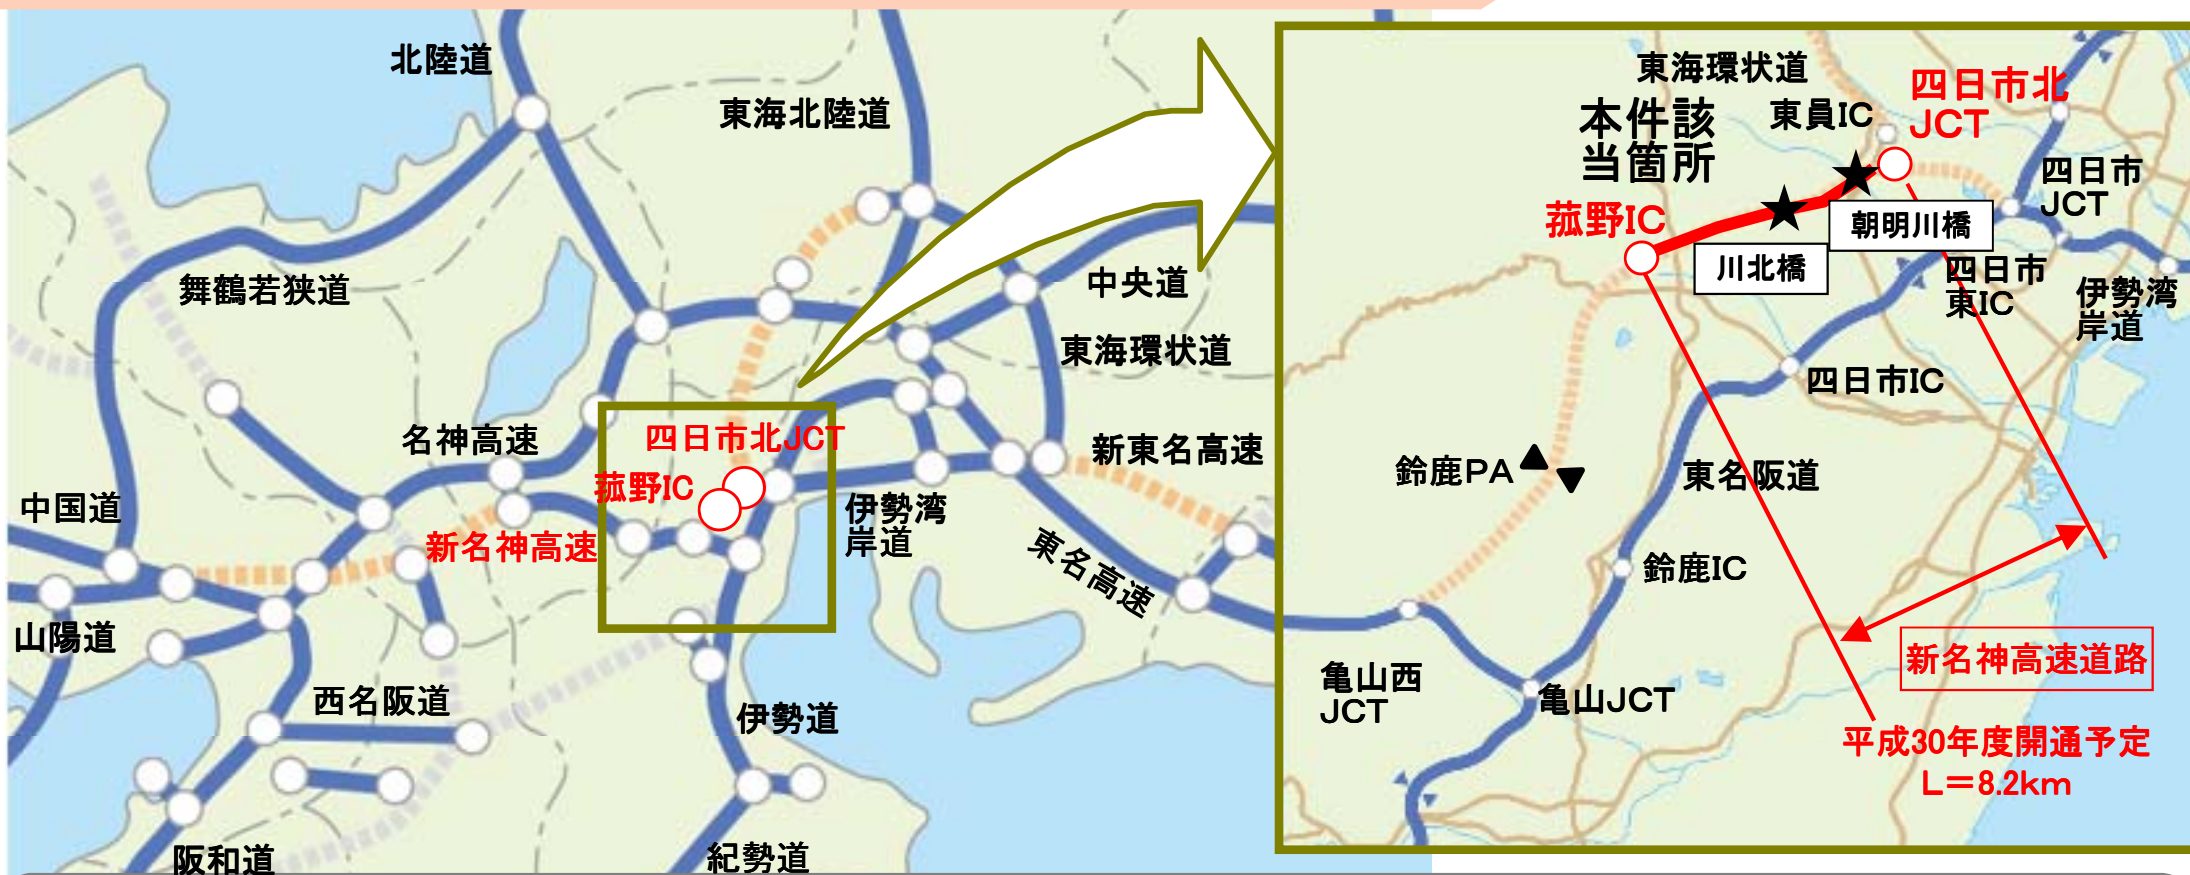 北陸道
東海北陸道
舞鶴若狭道
中央道
東海環状道
名神高速
四日市北JCT
菰野IC
新東名高速
中国道
新名神高速
伊勢湾
岸道
東名高速
山陽道
西名阪道
伊勢道
阪和道
紀勢道
東海環状道
四日市北
JCT
本件該
当箇所
東員IC
四日市
JCT
菰野IC
朝明川橋
川北橋
四日市
東IC
伊勢湾
岸道
四日市IC
鈴鹿PA
東名阪道
鈴鹿IC
新名神高速道路
亀山西
JCT
亀山JCT
平成30年度開通予定
L=8.2km